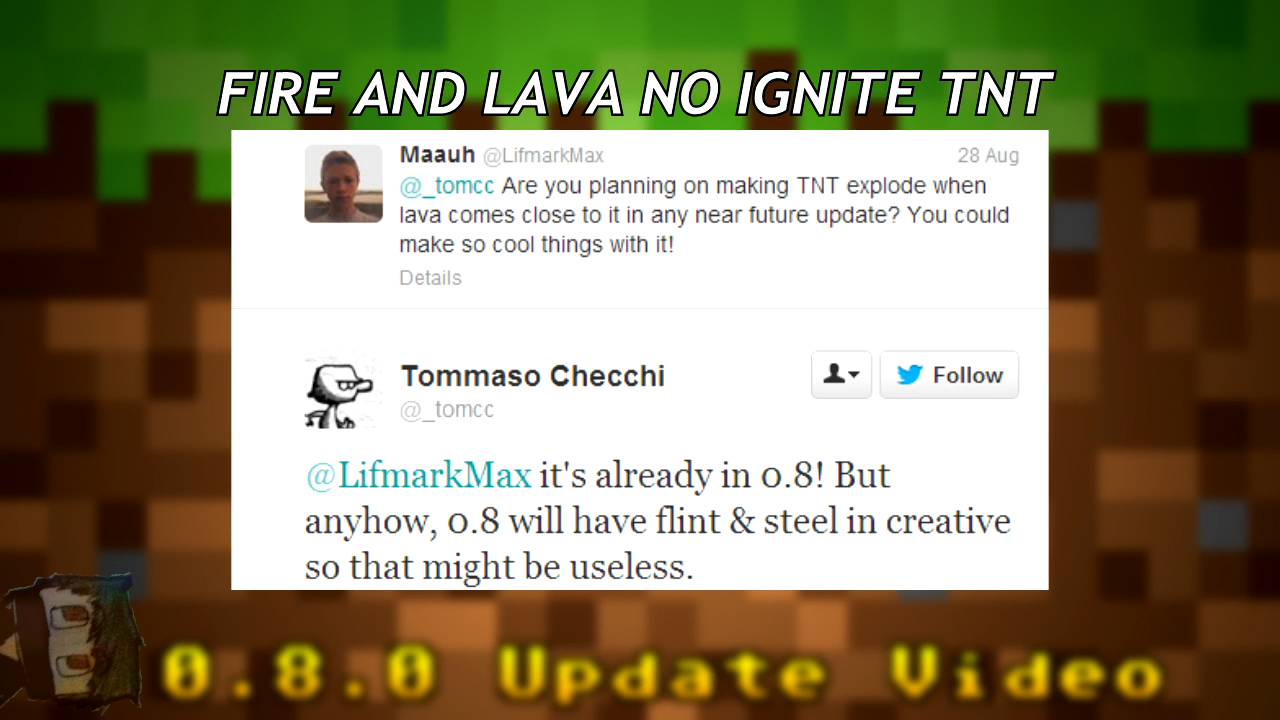 FIRE AND LAVA NO IGNITE TNT
Maauh @LifmarkMax 28 Aug
@_tomcc Are you planning on making TNT explode when
lava comes close to it in any near future update? You could
make so cool things with it!
Details
Tommaso Checchi
Follow
@_tomcc
@LifmarkMax it's already in 0.8! But
anyhow, 0.8 will have flint & steel in creative
so that might be useless.
0.8.0 Update Video